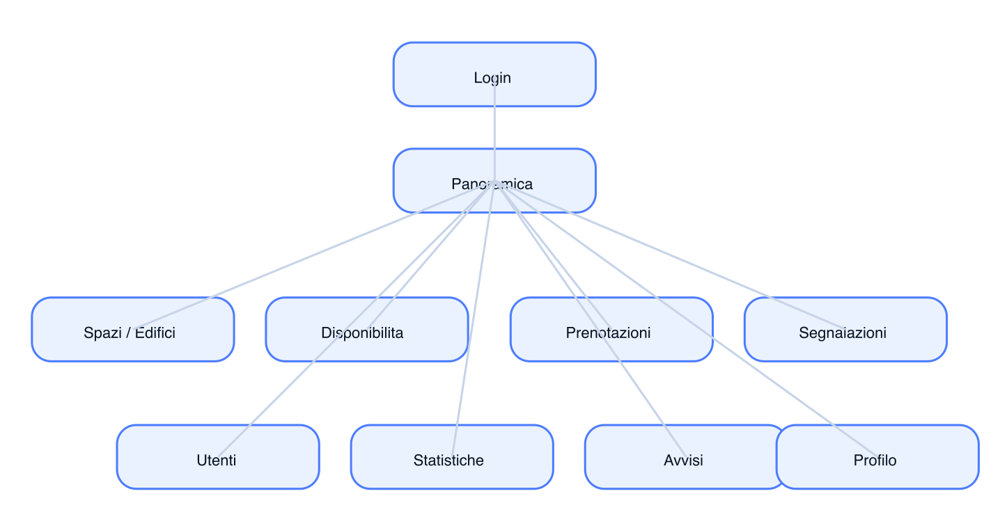 Login
Panoramica
Spazi / Edifici
Disponibilita
Prenotazioni
Segnalazioni
Utenti
Statistiche
Avvisi
Profilo